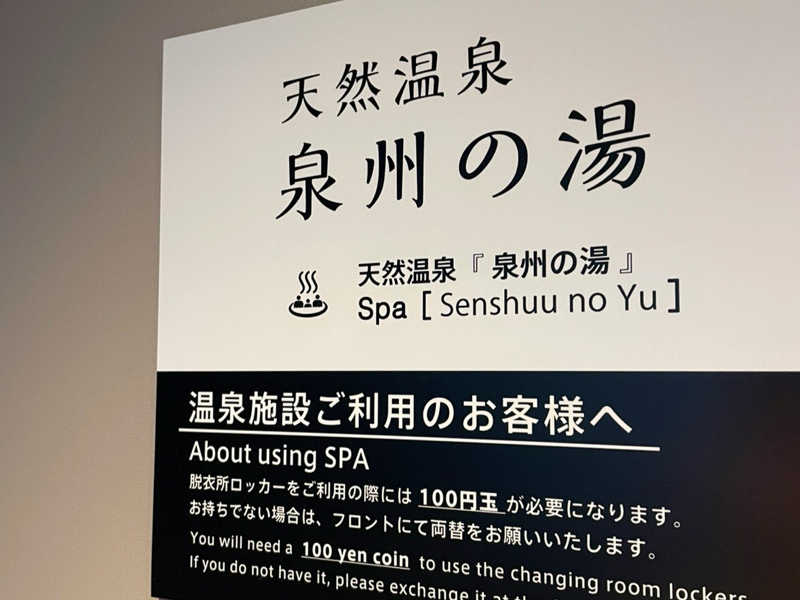 天然温泉
泉州の湯
天然温泉『泉州の湯』
Spa [ Senshuu no Yu ]
温泉施設ご利用のお客様へ
About using SPA
脱衣所ロッカーをご利用の際には 100円玉 が必要になります。
お持ちでない場合は、フロントにて両替をお願いいたします。
You will need a 100 yen coin to use the changing room lockers
If you do not have it, please exchange it at